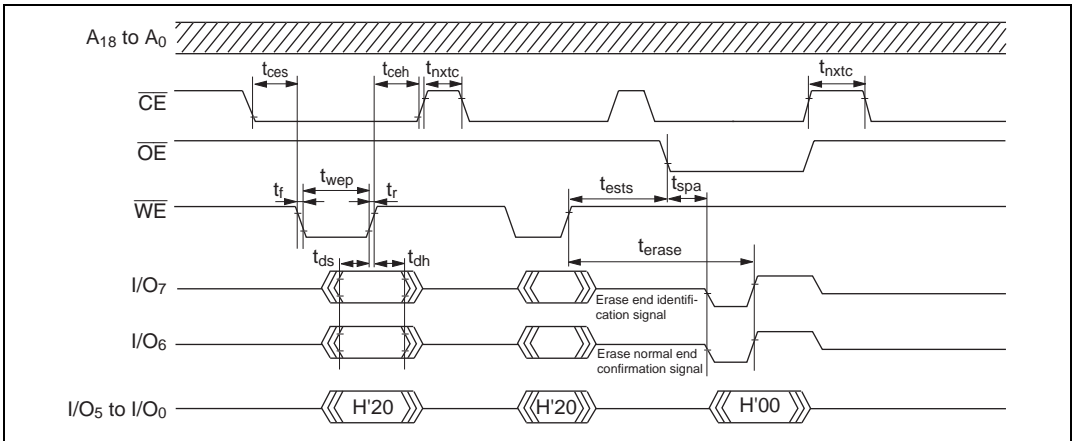 A18 to A0
tces
tceh
tnxtc
tnxtc
CE
OE
tf
twep
tr
tests
tspa
WE
tds
tdh
terase
I/O7
Erase end identifi-
cation signal
I/O6
Erase normal end
confirmation signal
I/O5 to I/O0
H'20
H'20
H'00